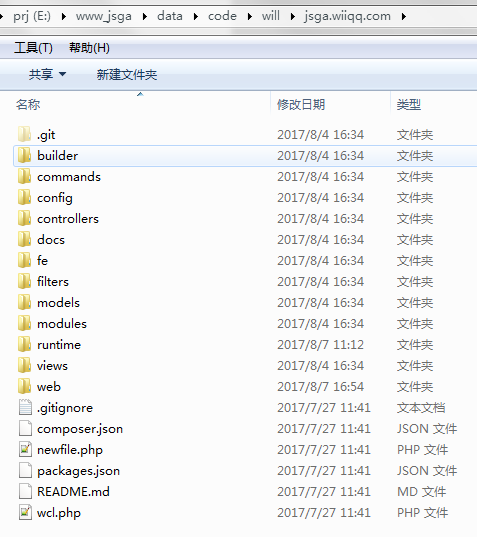 prj (E:) www_jsga data code will jsga.wiiqq.com
工具(T) 帮助(H)
共享 新建文件夹
名称 修改日期 类型
.git 2017/8/4 16:34 文件夹
builder 2017/8/4 16:34 文件夹
commands 2017/8/4 16:34 文件夹
config 2017/8/4 16:34 文件夹
controllers 2017/8/4 16:34 文件夹
docs 2017/8/4 16:34 文件夹
fe 2017/8/4 16:34 文件夹
filters 2017/8/4 16:34 文件夹
models 2017/8/4 16:34 文件夹
modules 2017/8/4 16:34 文件夹
runtime 2017/8/7 11:12 文件夹
views 2017/8/4 16:34 文件夹
web 2017/8/7 16:54 文件夹
.gitignore 2017/7/27 11:41 文本文档
composer.json 2017/7/27 11:41 JSON 文件
newfile.php 2017/7/27 11:41 PHP 文件
packages.json 2017/7/27 11:41 JSON 文件
README.md 2017/7/27 11:41 MD 文件
wcl.php 2017/7/27 11:41 PHP 文件